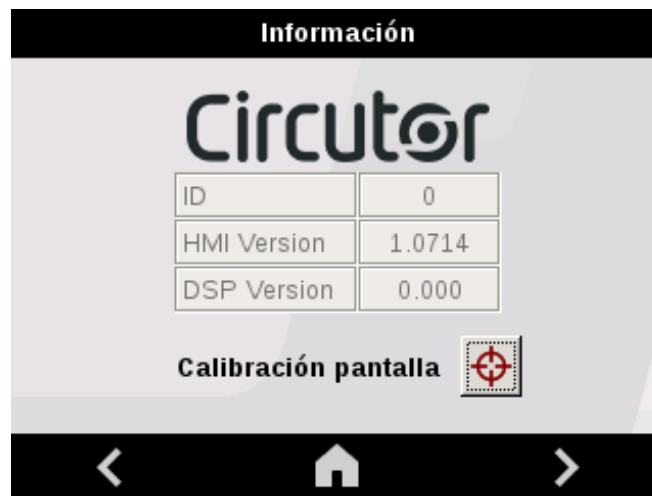 Información
Circutor
ID 0
HMI Version 1.0714
DSP Version 0.000
Calibración pantalla